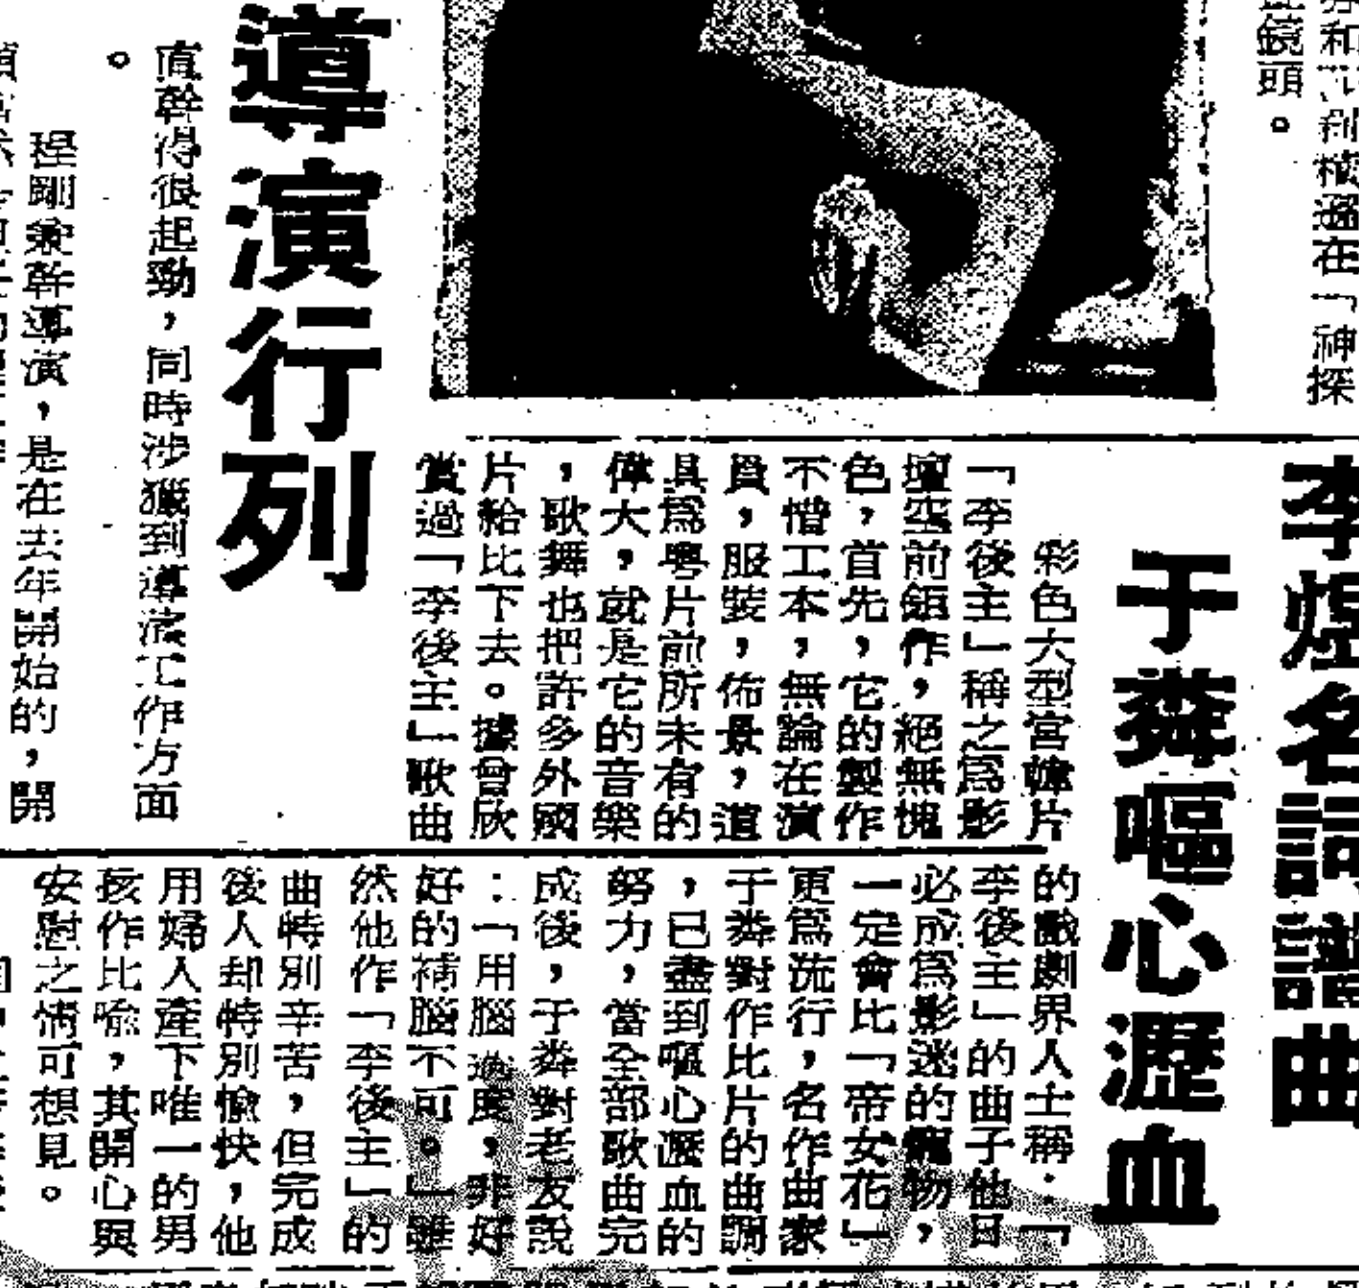 鏡頭。
在「神探
李煜名詞譜曲
于粦嘔心瀝血
彩色大型宮幃片
「李後主」稱之爲影
壇空前鉅作，絕無愧
色，首先，它的製作
不惜工本，無論在演
員，服裝，佈景，道
具爲粵片前所未有的
偉大，就是它的音樂
，歌舞也把許多外國
片給比下去。據曾欣
賞過「李後主」歌曲
的戲劇界人士稱：「
李後主」的曲子他日
必成爲影迷的寵物，
一定會比「帝女花」
更爲流行，名作曲家
于粦對作比片的曲調
，已盡到嘔心瀝血的
努力，當全部歌曲完
成後，于粦對老友說
：「用腦過度，非好
好的補腦不可。」雖
然他作「李後主」的
曲特別辛苦，但完成
後人却特別愉快，他
用婦人產下唯一的男
孩作比喩，其開心與
安慰之情可想見。
導演行列
直幹得很起勁，同時涉獵到導演工作方面
。
程剛兼幹導演，是在去年開始的，開